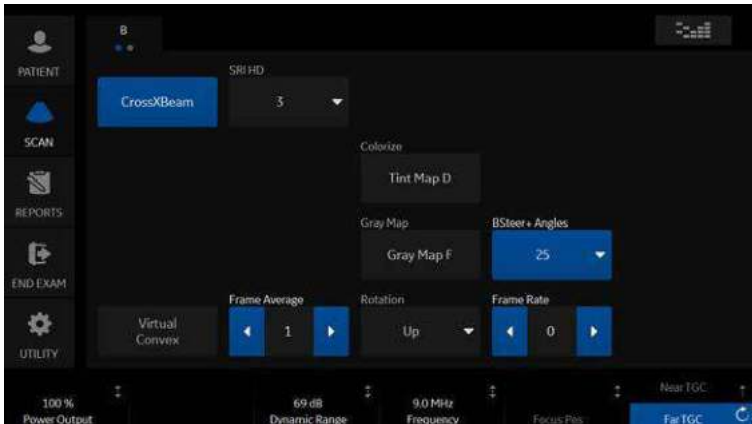 B
PATIENT
SRI HD
CrossXBeam
3
SCAN
Colorize
Tint Map D
REPORTS
Gray Map
BSteer+ Angles
Gray Map F
25
END EXAM
Frame Average
Rotation
Frame Rate
Virtual
Convex
1
Up
0
UTILITY
Near TGC
100 %
69 dB
9.0 MHz
Power Output
Dynamic Range
Frequency
Focus Pos
Far TGC